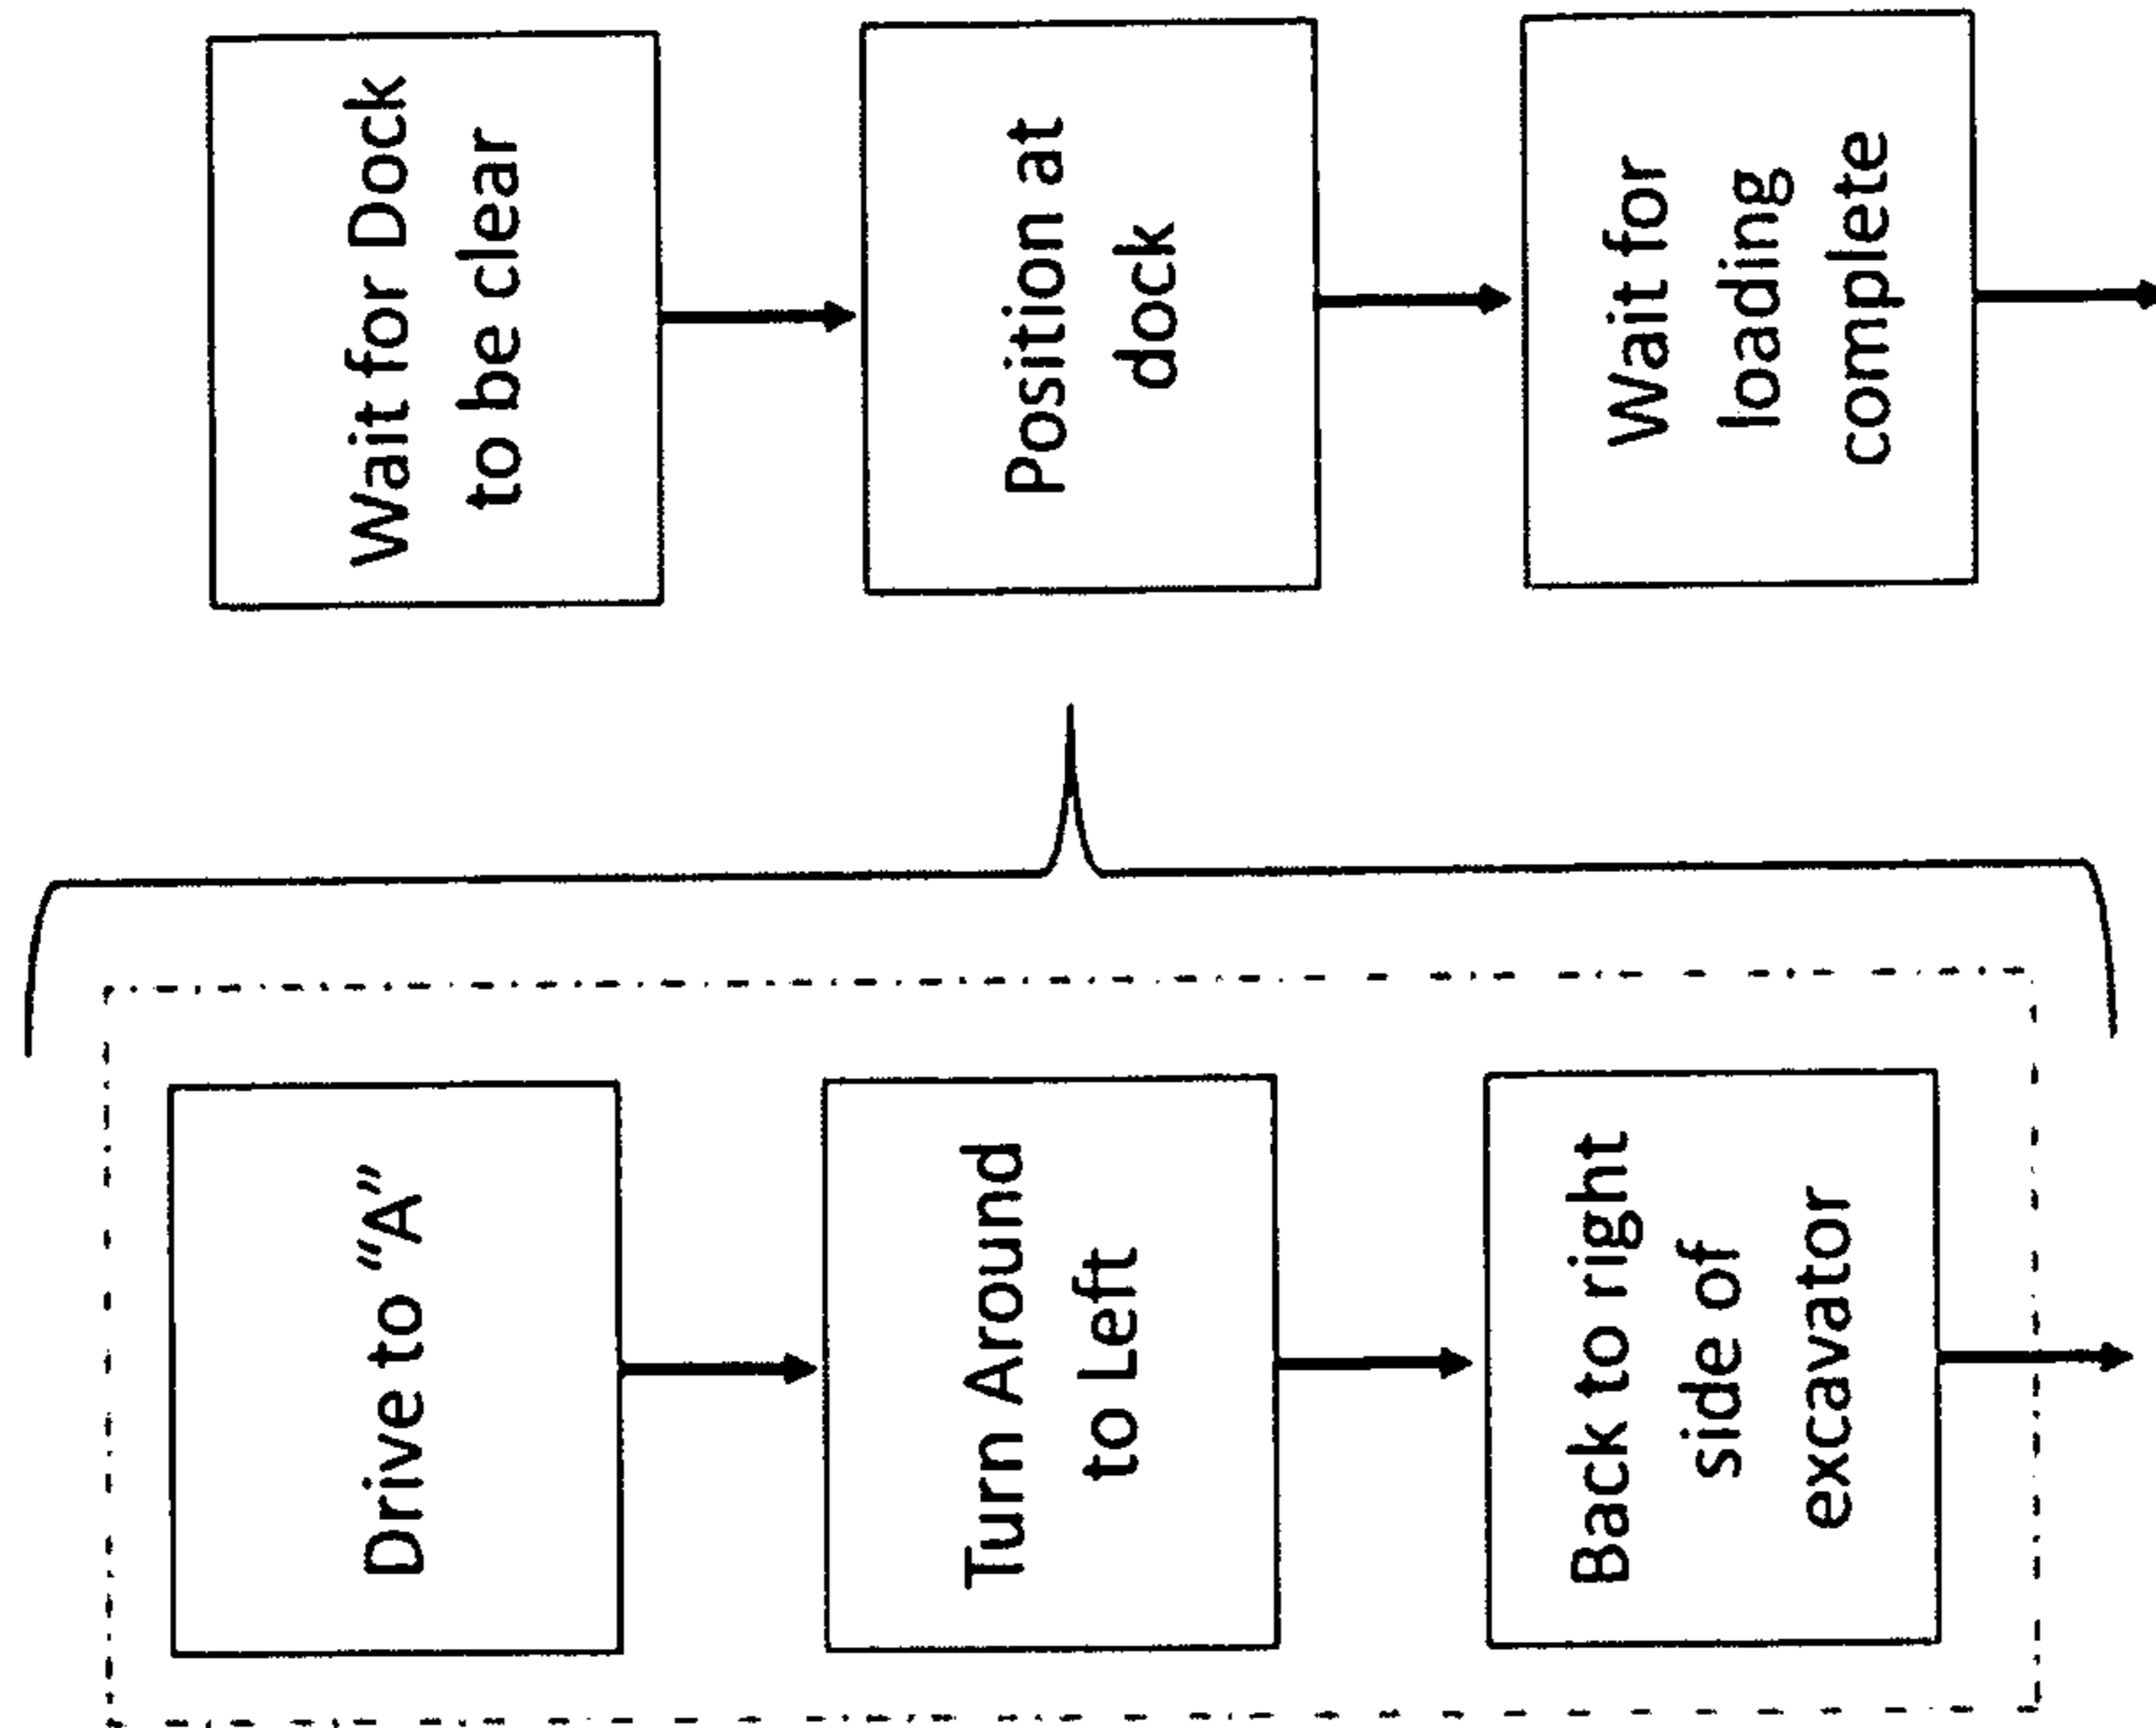 Drive to “A”
Turn Around
to Left
Back to right
side of
excavator
Wait for Dock
to be clear
Position at
dock
Wait for
loading
complete